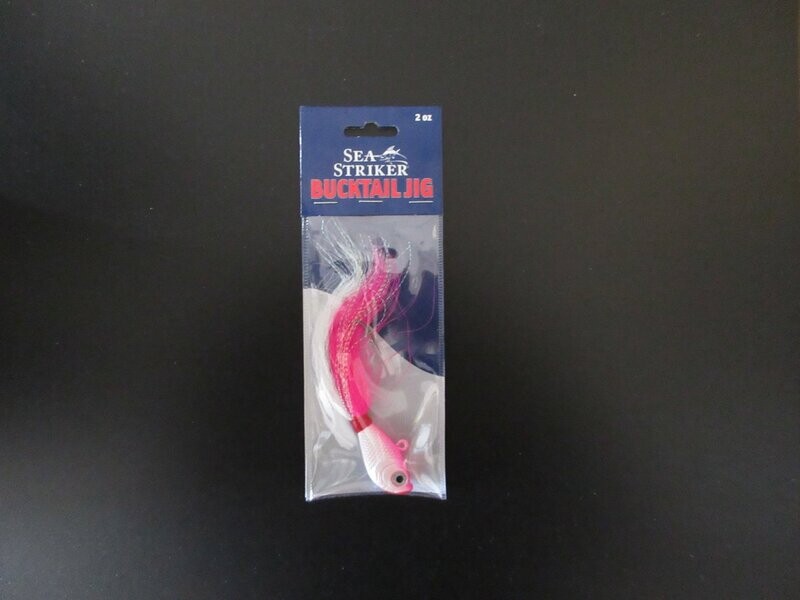 2 oz
SEA
STRIKER
BUCKTAIL JIG